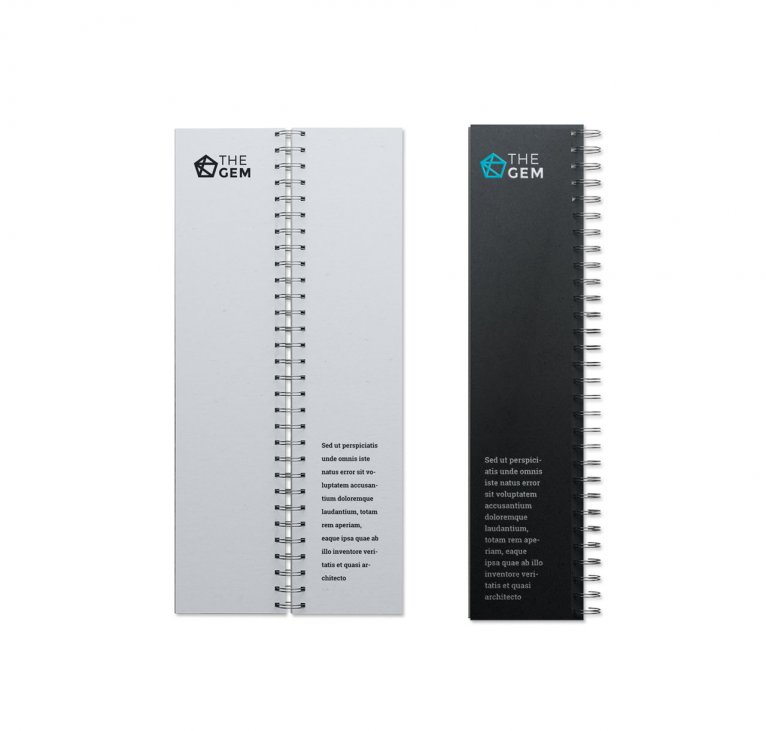 THE
GEM
Sed ut perspiciatis
unde omnis iste
natus error sit vo-
luptatem accusan-
tium doloremque
laudantium, totam
rem aperiam,
eaque ipsa quae ab
illo inventore veri-
tatis et quasi ar-
chitecto
THE
GEM
Sed ut perspici-
atis unde omnis
iste natus error
sit voluptatem
accusantium
doloremque
laudantium,
totam rem ape-
riam, eaque
ipsa quae ab illo
inventore veri-
tatis et quasi
architecto